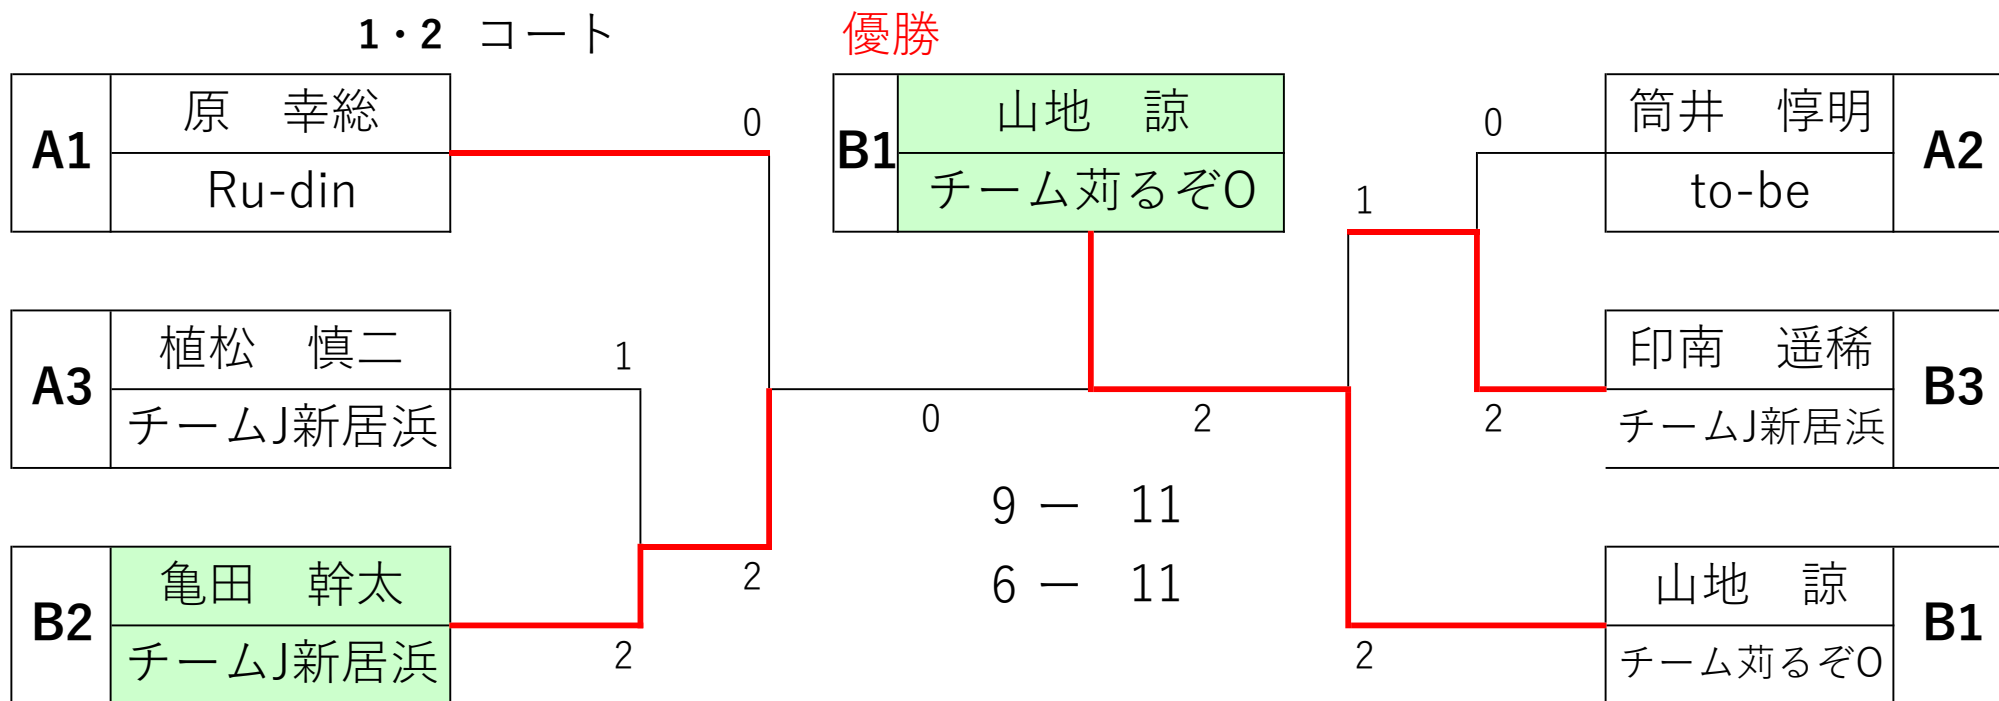 1・2 コート
優勝
A1
原　幸総
Ru-din
0
B1
山地　諒
チーム苅るぞO
0
筒井　惇明
to-be
A2
1
A3
植松　慎二
チームJ新居浜
1
0
2
2
印南　遥稀
チームJ新居浜
B3
9 ー 11
6 ー 11
B2
亀田　幹太
チームJ新居浜
2
2
2
山地　諒
チーム苅るぞO
B1